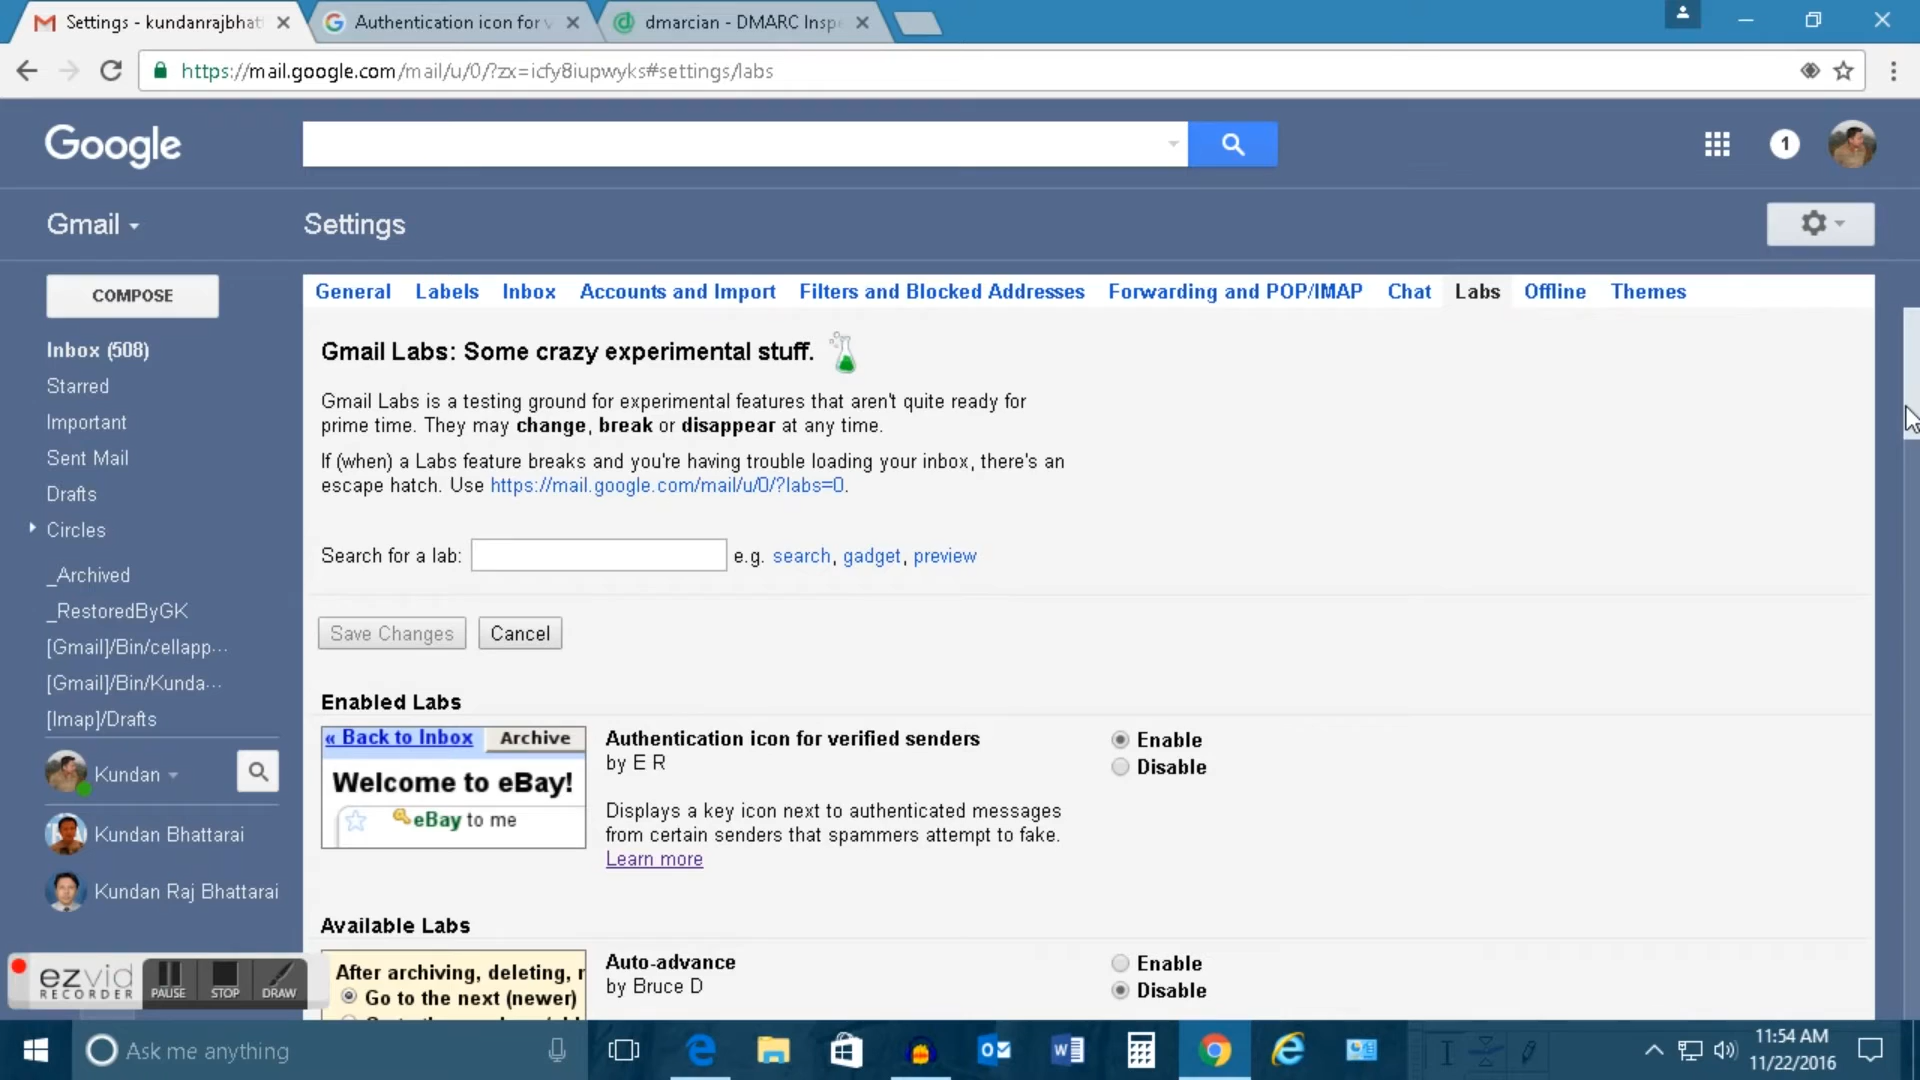 Settings - kundanrajbhat
Authentication icon for v
dmarcian - DMARC Inspe
https://mail.google.com/mail/u/0/?zx=icfy8iupwyks#settings/labs
Google
1
Gmail
Settings
COMPOSE
General Labels Inbox Accounts and Import Filters and Blocked Addresses Forwarding and POP/IMAP Chat Labs Offline Themes
Inbox (508)
Starred
Important
Sent Mail
Drafts
Circles
_Archived
_RestoredByGK
[Gmail]/Bin/cellapp...
[Gmail]/Bin/Kunda...
[Imap]/Drafts
Kundan
Kundan Bhattarai
Kundan Raj Bhattarai
Gmail Labs: Some crazy experimental stuff.
Gmail Labs is a testing ground for experimental features that aren't quite ready for
prime time. They may change, break or disappear at any time.
If (when) a Labs feature breaks and you're having trouble loading your inbox, there's an
escape hatch. Use https://mail.google.com/mail/u/0/?labs=0.
Search for a lab: e.g. search, gadget, preview
Save Changes Cancel
Enabled Labs
« Back to Inbox Archive
Welcome to eBay!
eBay to me
Authentication icon for verified senders
by E R
Displays a key icon next to authenticated messages
from certain senders that spammers attempt to fake.
Learn more
Enable
Disable
Available Labs
After archiving, deleting, r
Go to the next (newer)
Auto-advance
by Bruce D
Enable
Disable
ezvid
RECORDER
PAUSE STOP DRAW
Ask me anything
11:54 AM
11/22/2016